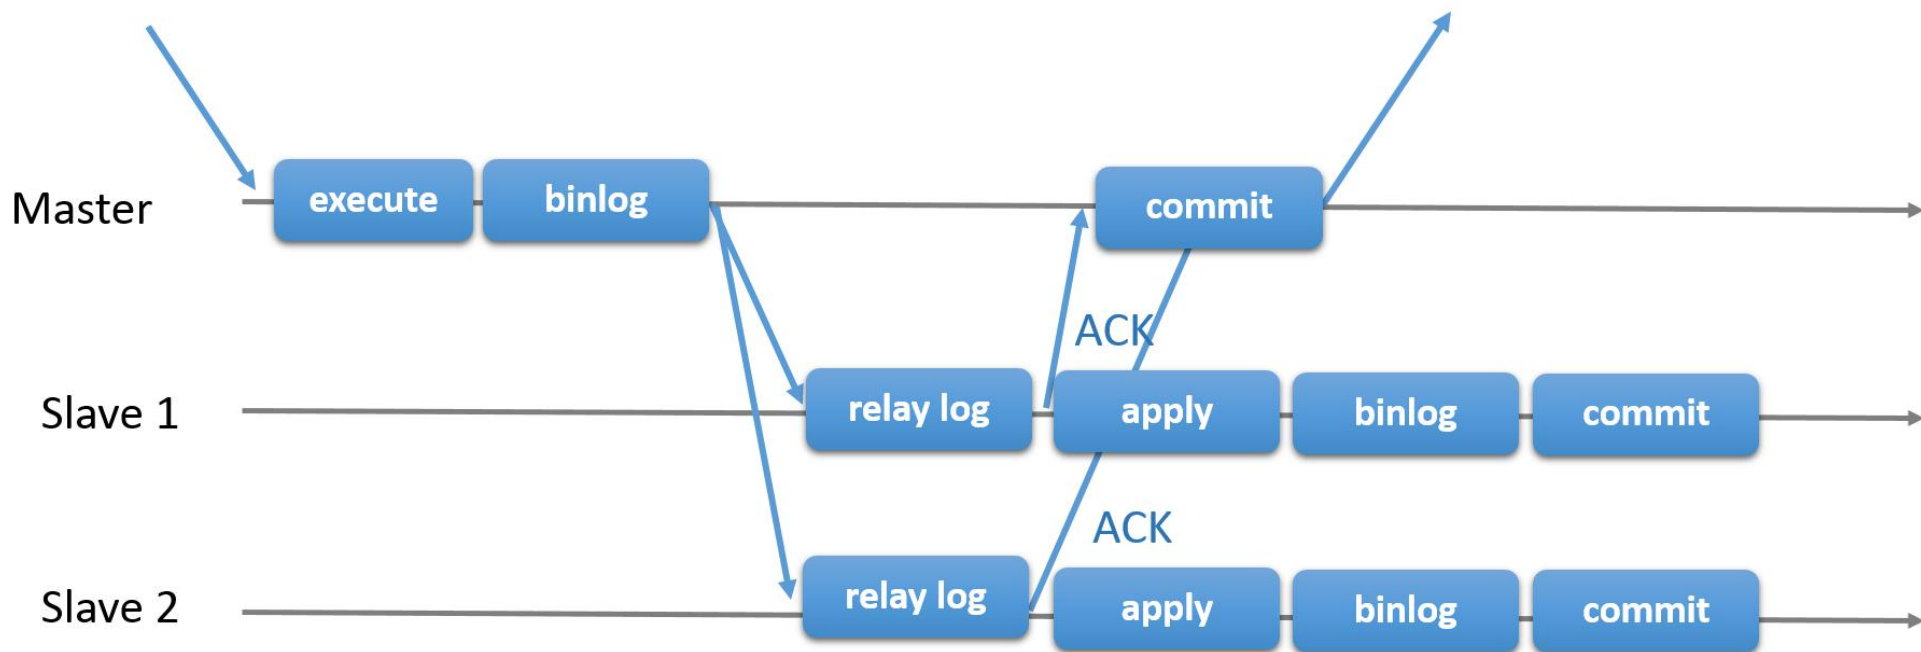 Master execute binlog commit
ACK
Slave 1 relay log apply binlog commit
ACK
Slave 2 relay log apply binlog commit